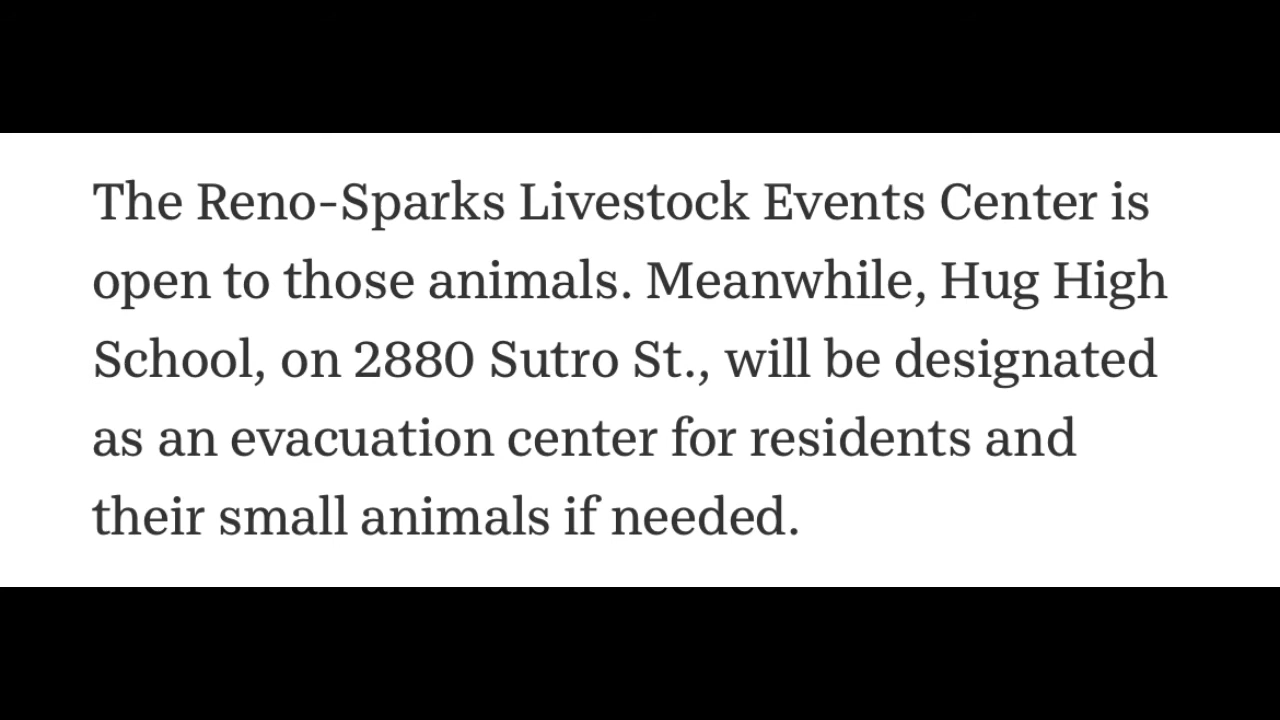 The Reno-Sparks Livestock Events Center is
open to those animals. Meanwhile, Hug High
School, on 2880 Sutro St., will be designated
as an evacuation center for residents and
their small animals if needed.